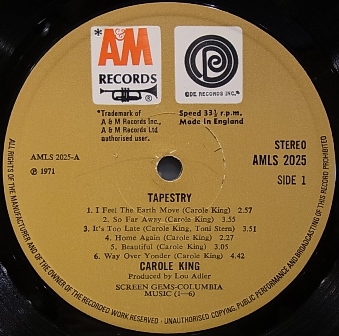 *A&M
RECORDS
®
ODE RECORDS INC.*
*Trademark of
A & M Records Inc,
A & M Records Ltd
authorised user.
Speed 33⅓ r.p.m.
Made in England
AMLS 2025-A
℗ 1971
STEREO
AMLS 2025
SIDE 1
TAPESTRY
1. I Feel The Earth Move (Carole King) 2.57
2. So Far Away (Carole King) 3.55
3. It's Too Late (Carole King, Toni Stern) 3.51
4. Home Again (Carole King) 2.27
5. Beautiful (Carole King) 3.05
6. Way Over Yonder (Carole King) 4.42
CAROLE KING
Produced by Lou Adler
SCREEN GEMS-COLUMBIA
MUSIC (1—6)
ALL RIGHTS OF THE MANUFACTURER AND OF THE OWNER OF THE RECORDED WORK RESERVED · UNAUTHORISED COPYING, PUBLIC PERFORMANCE AND BROADCASTING OF THIS RECORD PROHIBITED